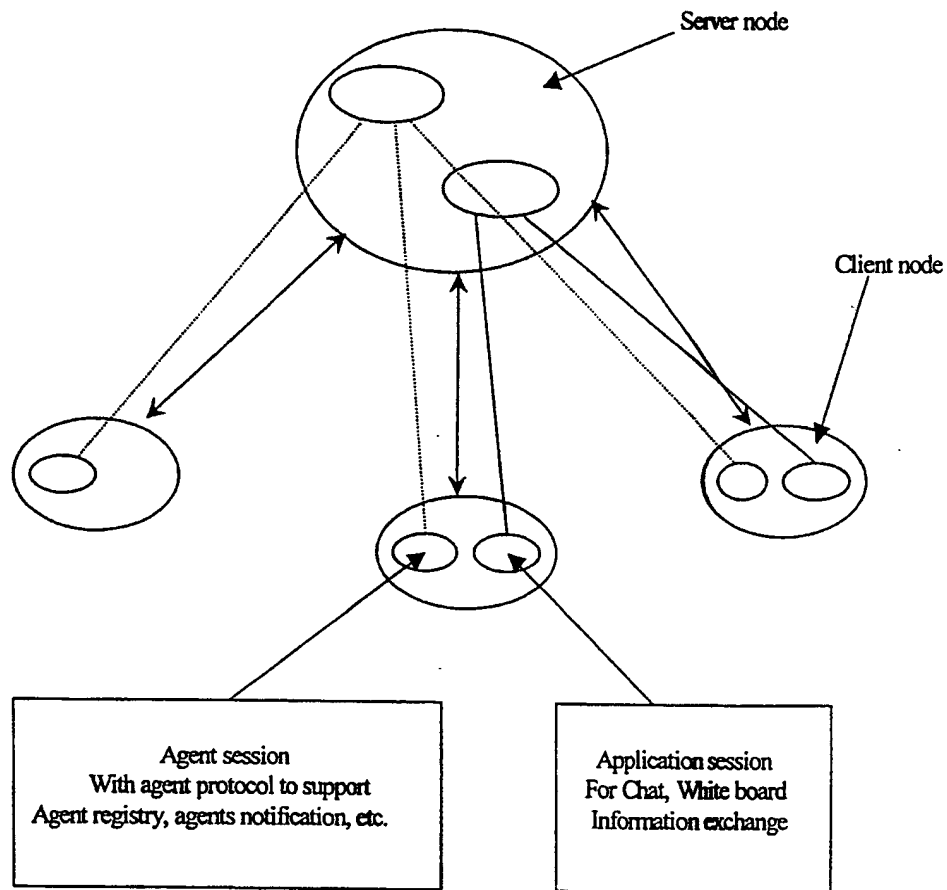 Server node
Client node
Agent session
With agent protocol to support
Agent registry, agents notification, etc.
Application session
For Chat, White board
Information exchange